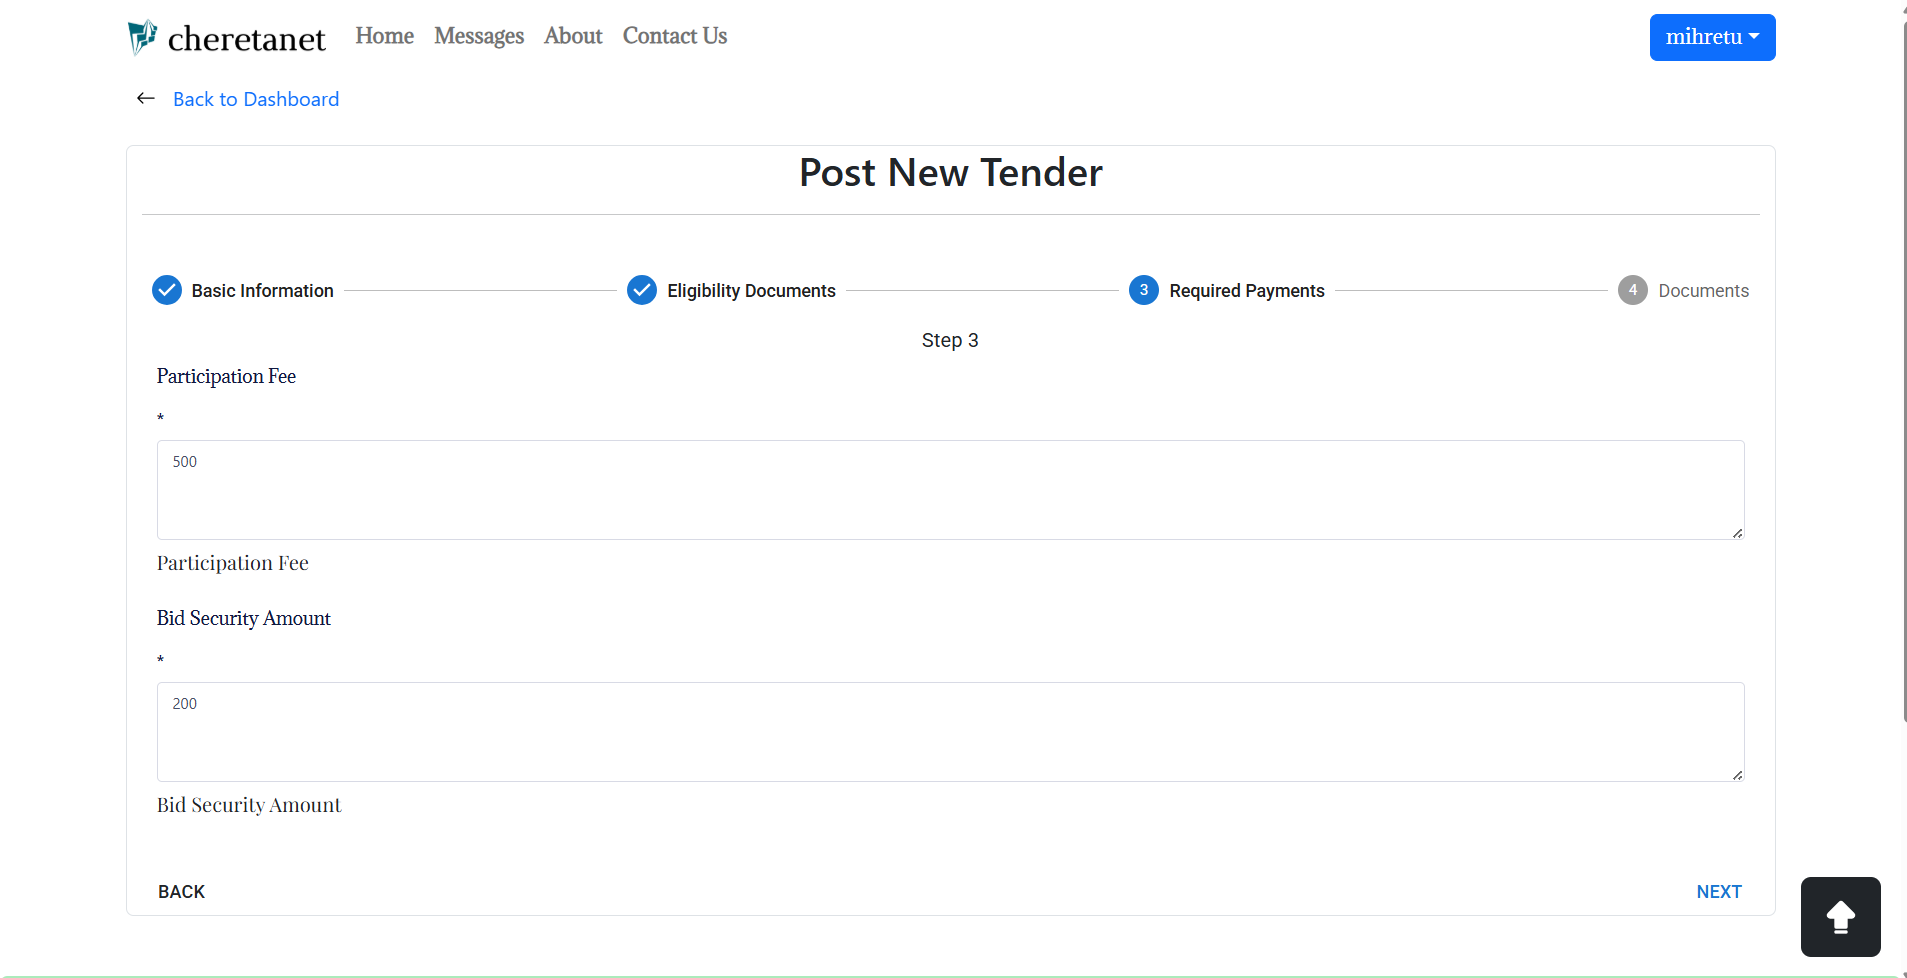 cheretanet Home Messages About Contact Us mihretu
Back to Dashboard
Post New Tender
Basic Information Eligibility Documents 3 Required Payments 4 Documents
Step 3
Participation Fee
*
500
Participation Fee
Bid Security Amount
*
200
Bid Security Amount
BACK NEXT